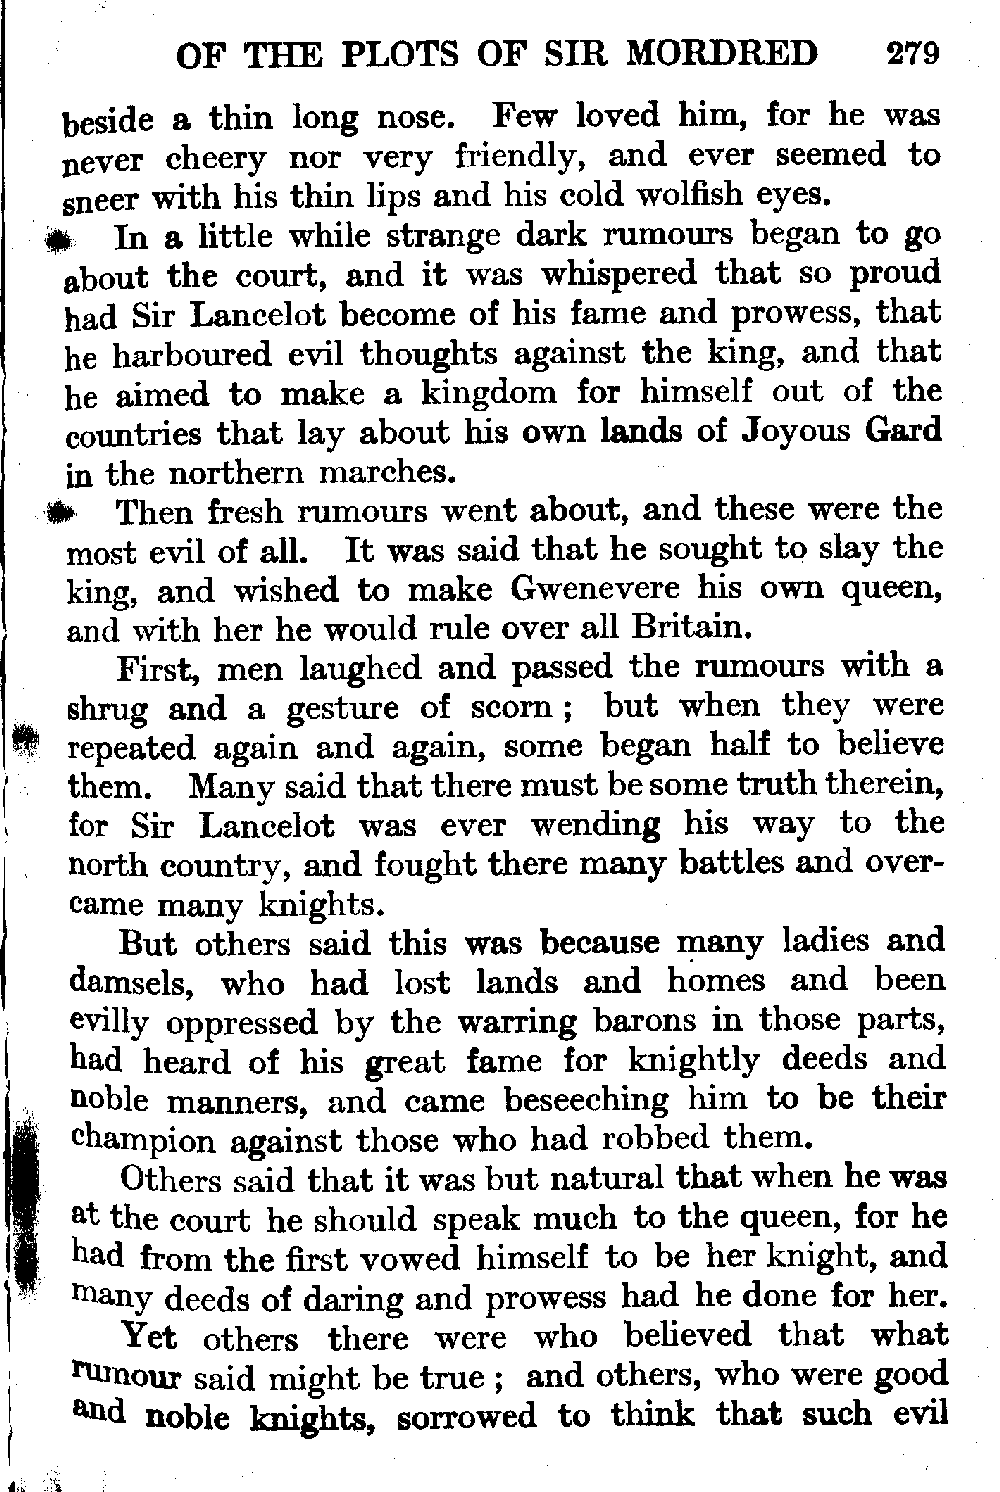 OF THE PLOTS OF SIR MORDRED 279
beside a thin long nose. Few loved him, for he was
never cheery nor very friendly, and ever seemed to
sneer with his thin lips and his cold wolfish eyes.
In a little while strange dark rumours began to go
about the court, and it was whispered that so proud
had Sir Lancelot become of his fame and prowess, that
he harboured evil thoughts against the king, and that
he aimed to make a kingdom for himself out of the
countries that lay about his own lands of Joyous Gard
in the northern marches.
Then fresh rumours went about, and these were the
most evil of all. It was said that he sought to slay the
king, and wished to make Gwenevere his own queen,
and with her he would rule over all Britain.
First, men laughed and passed the rumours with a
shrug and a gesture of scorn ; but when they were
repeated again and again, some began half to believe
them. Many said that there must be some truth therein,
for Sir Lancelot was ever wending his way to the
north country, and fought there many battles and over-
came many knights.
But others said this was because many ladies and
damsels, who had lost lands and homes and been
evilly oppressed by the warring barons in those parts,
had heard of his great fame for knightly deeds and
noble manners, and came beseeching him to be their
champion against those who had robbed them.
Others said that it was but natural that when he was
at the court he should speak much to the queen, for he
had from the first vowed himself to be her knight, and
many deeds of daring and prowess had he done for her.
Yet others there were who believed that what
rumour said might be true ; and others, who were good
and noble knights, sorrowed to think that such evil